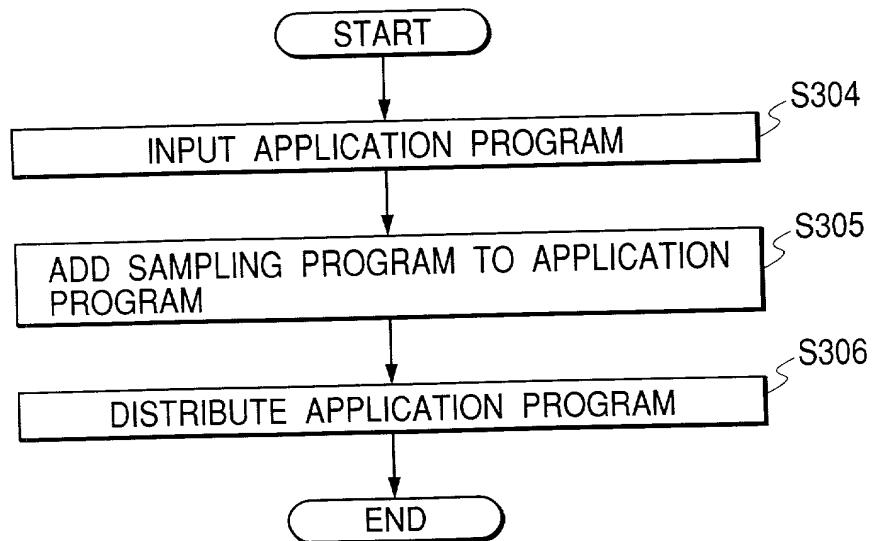 START
S304
INPUT APPLICATION PROGRAM
S305
ADD SAMPLING PROGRAM TO APPLICATION
PROGRAM
S306
DISTRIBUTE APPLICATION PROGRAM
END